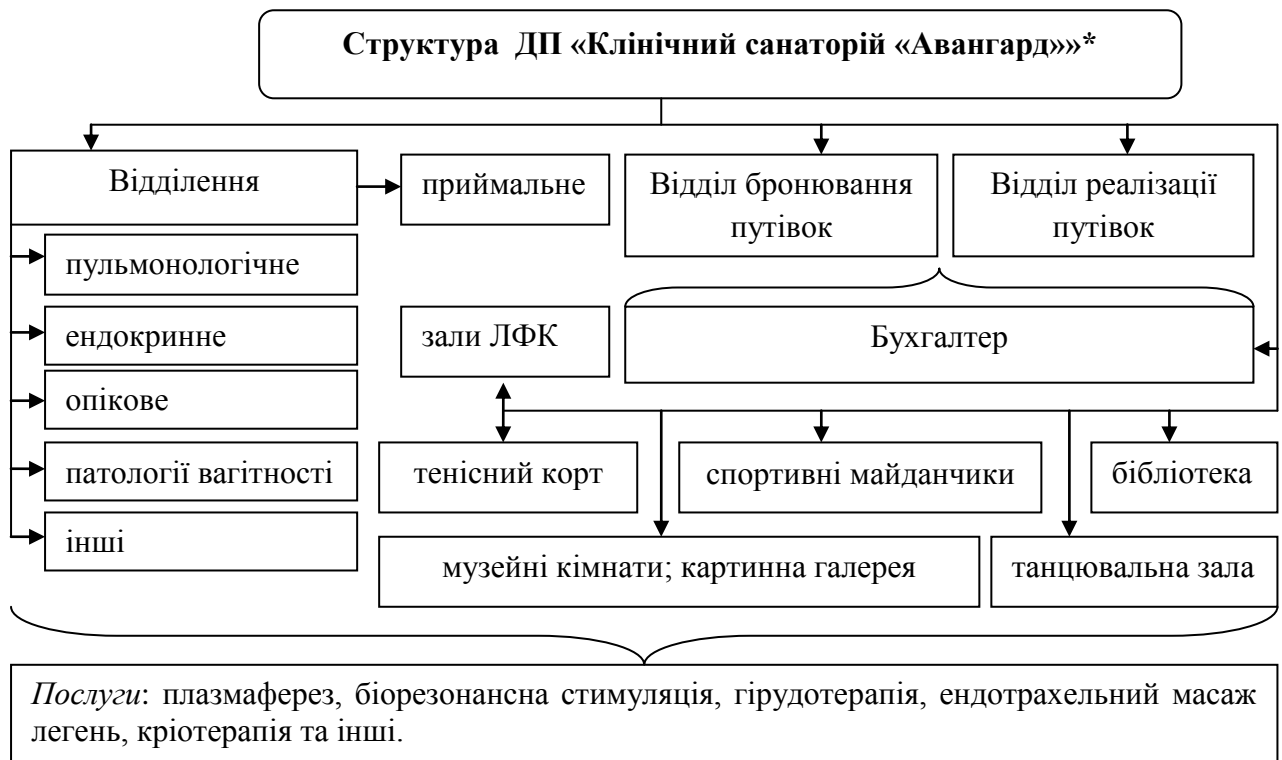 Структура ДП «Клінічний санаторій «Авангард»»*
Відділення
приймальне
Відділ бронювання
путівок
Відділ реалізації
путівок
пульмонологічне
ендокринне
опікове
патології вагітності
інші
зали ЛФК
Бухгалтер
тенісний корт
спортивні майданчики
бібліотека
музейні кімнати; картинна галерея
танцювальна зала
Послуги: плазмаферез, біорезонансна стимуляція, гірудотерапія, ендотрахельний масаж
легень, кріотерапія та інші.